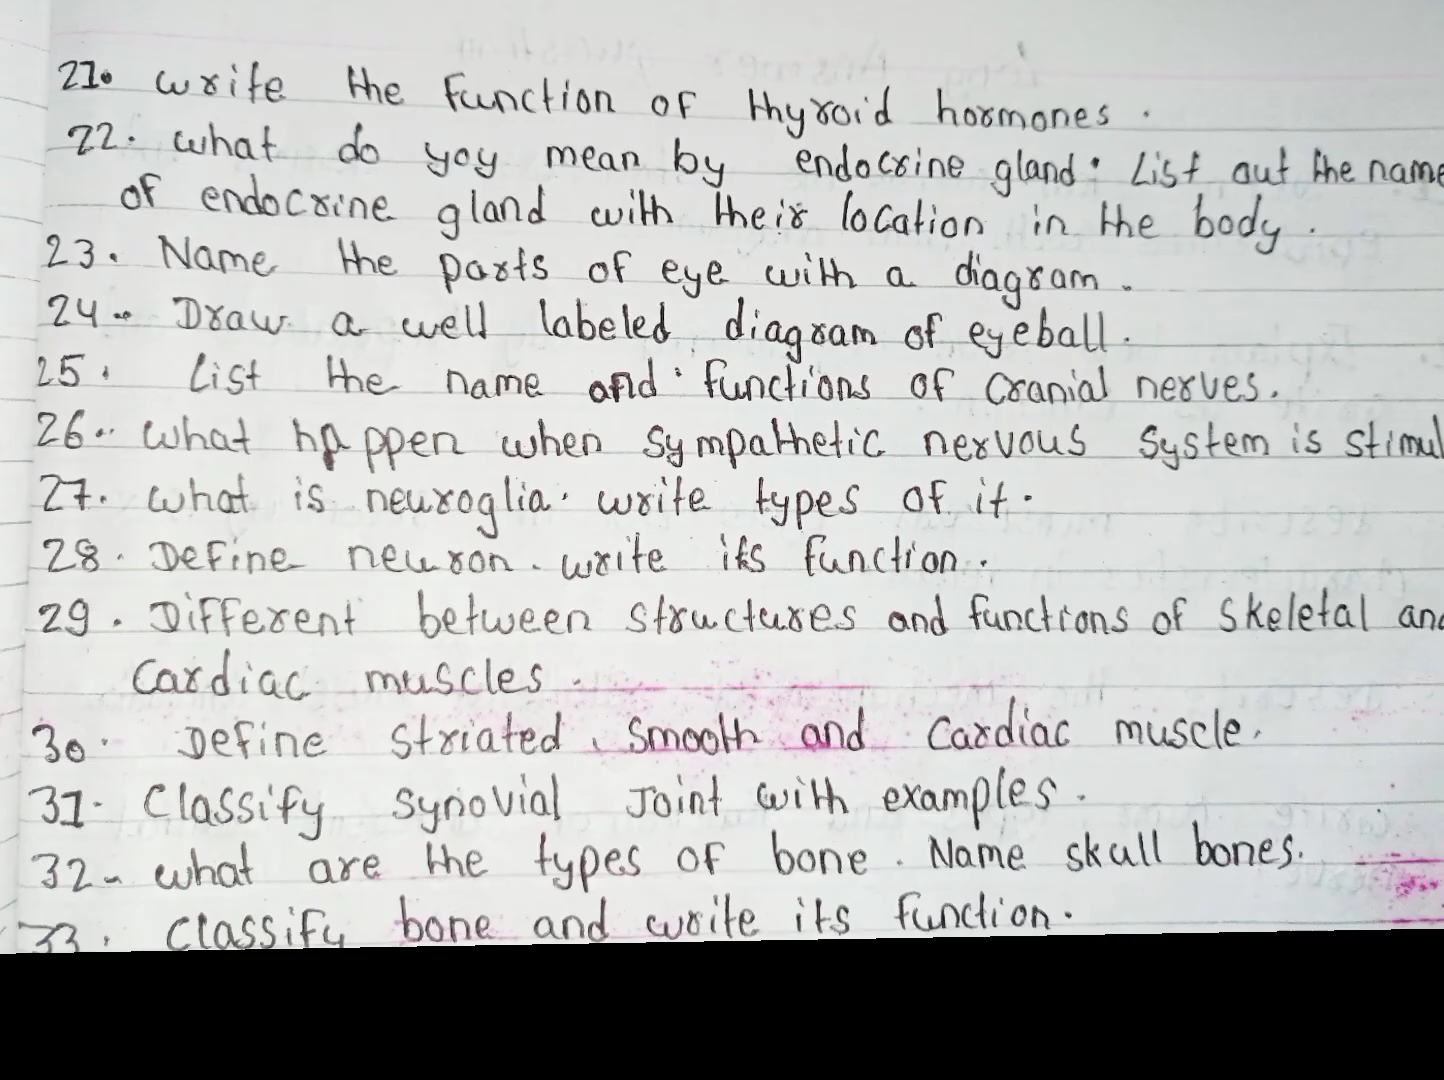 21. write the function of thyroid hormones.
22. what do yoy mean by endocrine gland. List out the name
of endocrine gland with their location in the body.
23. Name the parts of eye with a diagram.
24. Draw a well labeled diagram of eyeball.
25. List the name and functions of cranial nerves.
26. what happen when sympathetic nervous system is stimul
27. what is neuroglia. write types of it.
28. Define neuron. write its function.
29. Different between structures and functions of skeletal and
cardiac muscles.
30. Define striated, smooth and cardiac muscle.
31. Classify synovial Joint with examples.
32. what are the types of bone. Name skull bones.
33. classify bone and write its function.